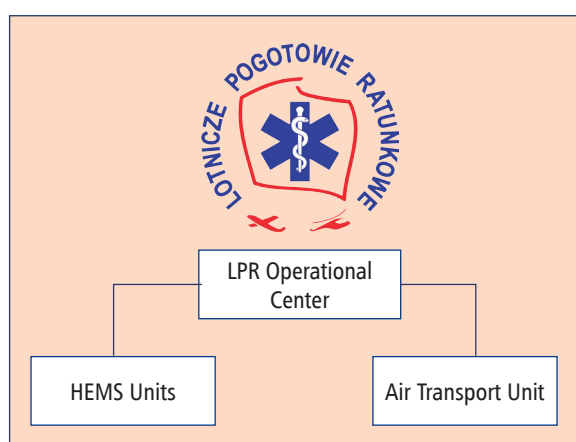 LOTNICZE POGOTOWIE RATUNKOWE
LPR Operational
Center
HEMS Units
Air Transport Unit